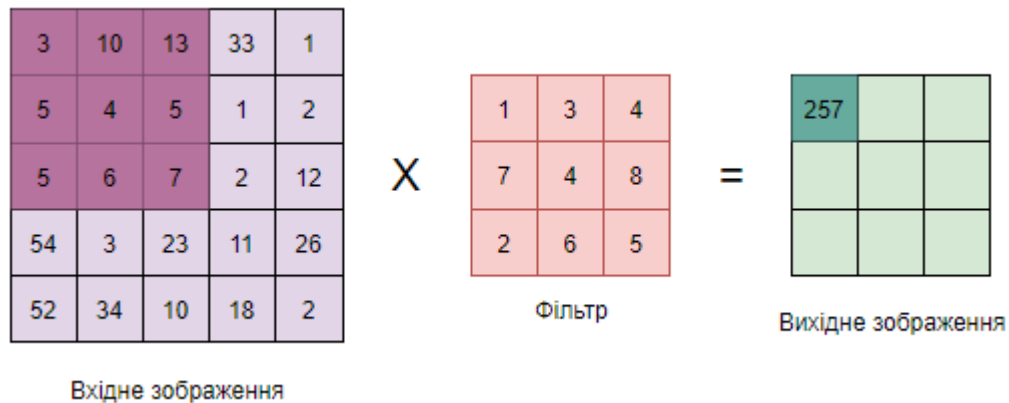 3 10 13 33 1
5 4 5 1 2
5 6 7 2 12
54 3 23 11 26
52 34 10 18 2
Вхідне зображення
X
1 3 4
7 4 8
2 6 5
Фільтр
=
257
Вихідне зображення